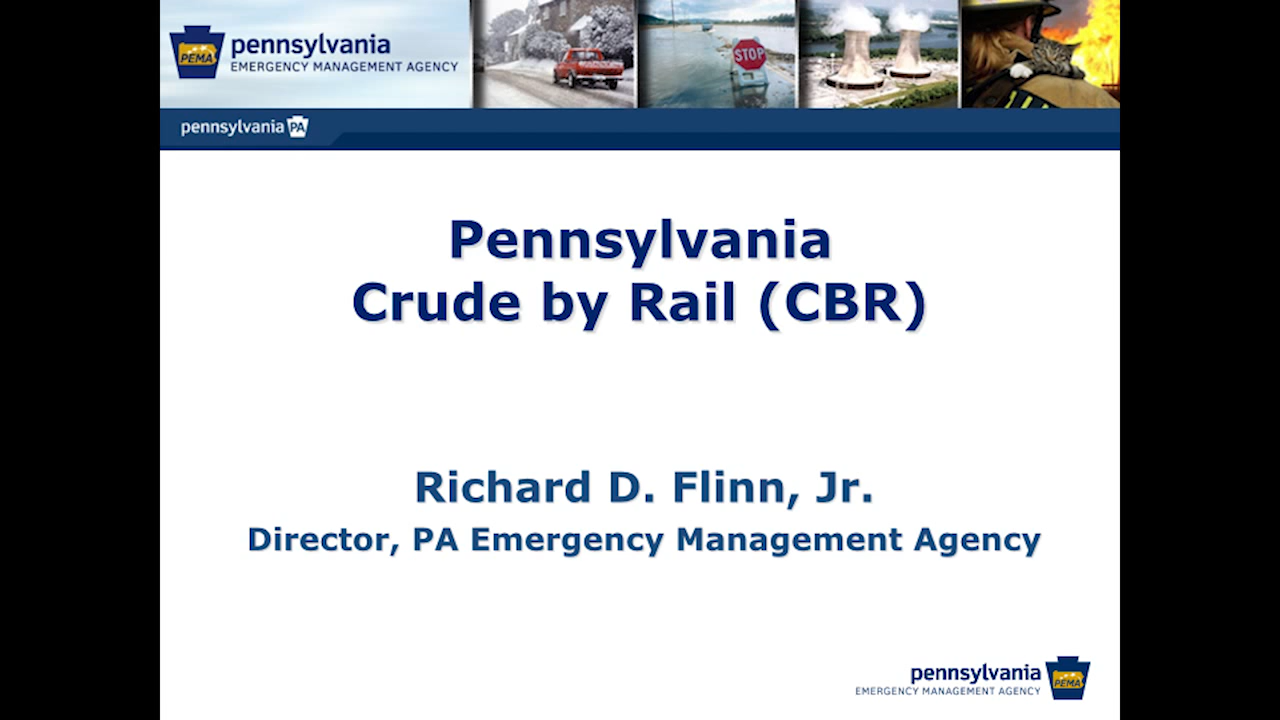 PEMA
pennsylvania
EMERGENCY MANAGEMENT AGENCY
STOP
pennsylvania PA
Pennsylvania
Crude by Rail (CBR)
Richard D. Flinn, Jr.
Director, PA Emergency Management Agency
pennsylvania
EMERGENCY MANAGEMENT AGENCY
PEMA